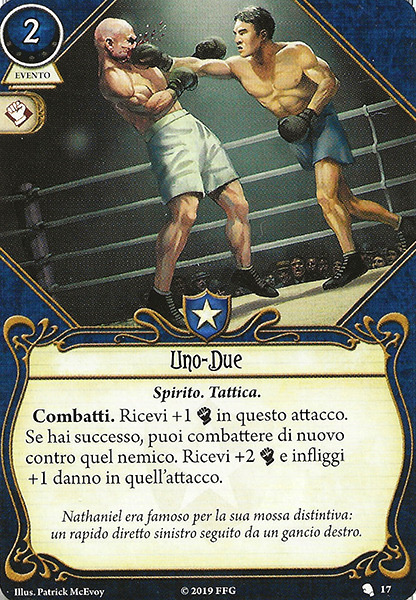 2
EVENTO
Uno-Due
Spirito. Tattica.
Combatti. Ricevi +1 in questo attacco.
Se hai successo, puoi combattere di nuovo
contro quel nemico. Ricevi +2 e infliggi
+1 danno in quell'attacco.
Nathaniel era famoso per la sua mossa distintiva:
un rapido diretto sinistro seguito da un gancio destro.
Illus. Patrick McEvoy © 2019 FFG 17